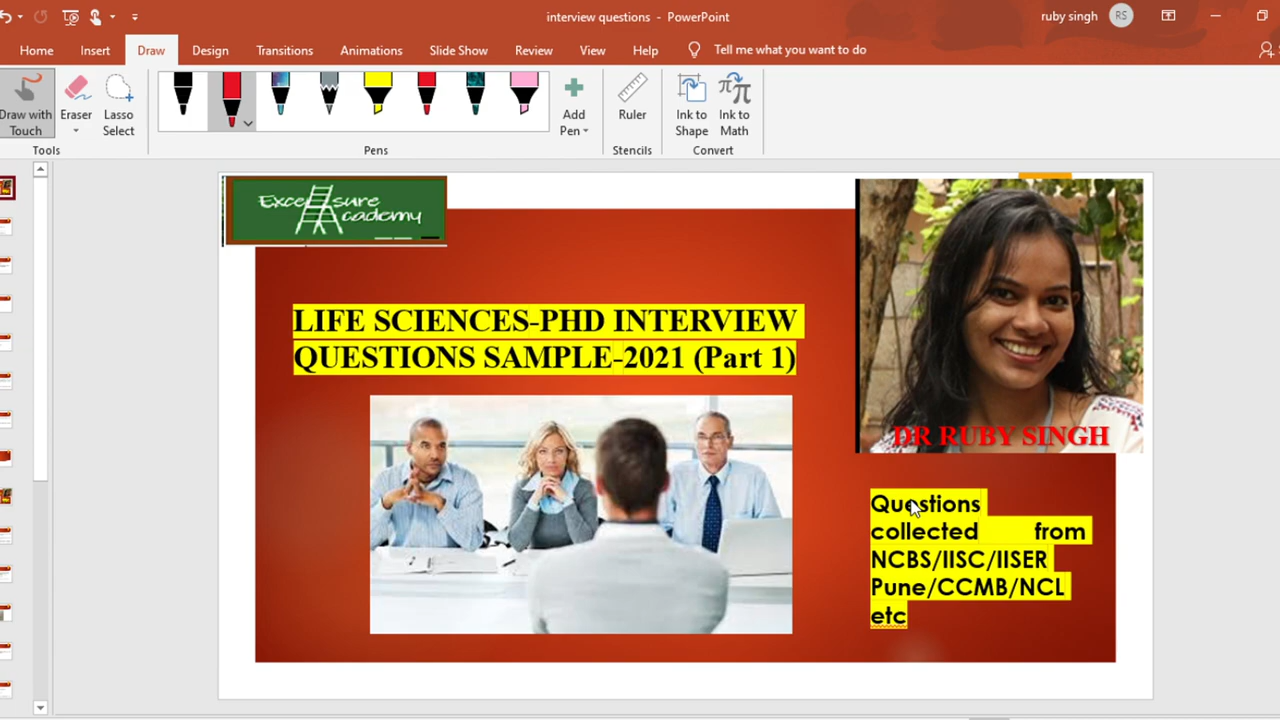 interview questions - PowerPoint
ruby singh
RS
Home
Insert
Draw
Design
Transitions
Animations
Slide Show
Review
View
Help
Tell me what you want to do
Draw with
Touch
Eraser
Lasso
Select
Add
Pen
Ruler
Ink to
Shape
Ink to
Math
Tools
Pens
Stencils
Convert
Excel sure
Academy
LIFE SCIENCES-PHD INTERVIEW
QUESTIONS SAMPLE-2021 (Part 1)
DR RUBY SINGH
Questions
collected from
NCBS/IISC/IISER
Pune/CCMB/NCL
etc